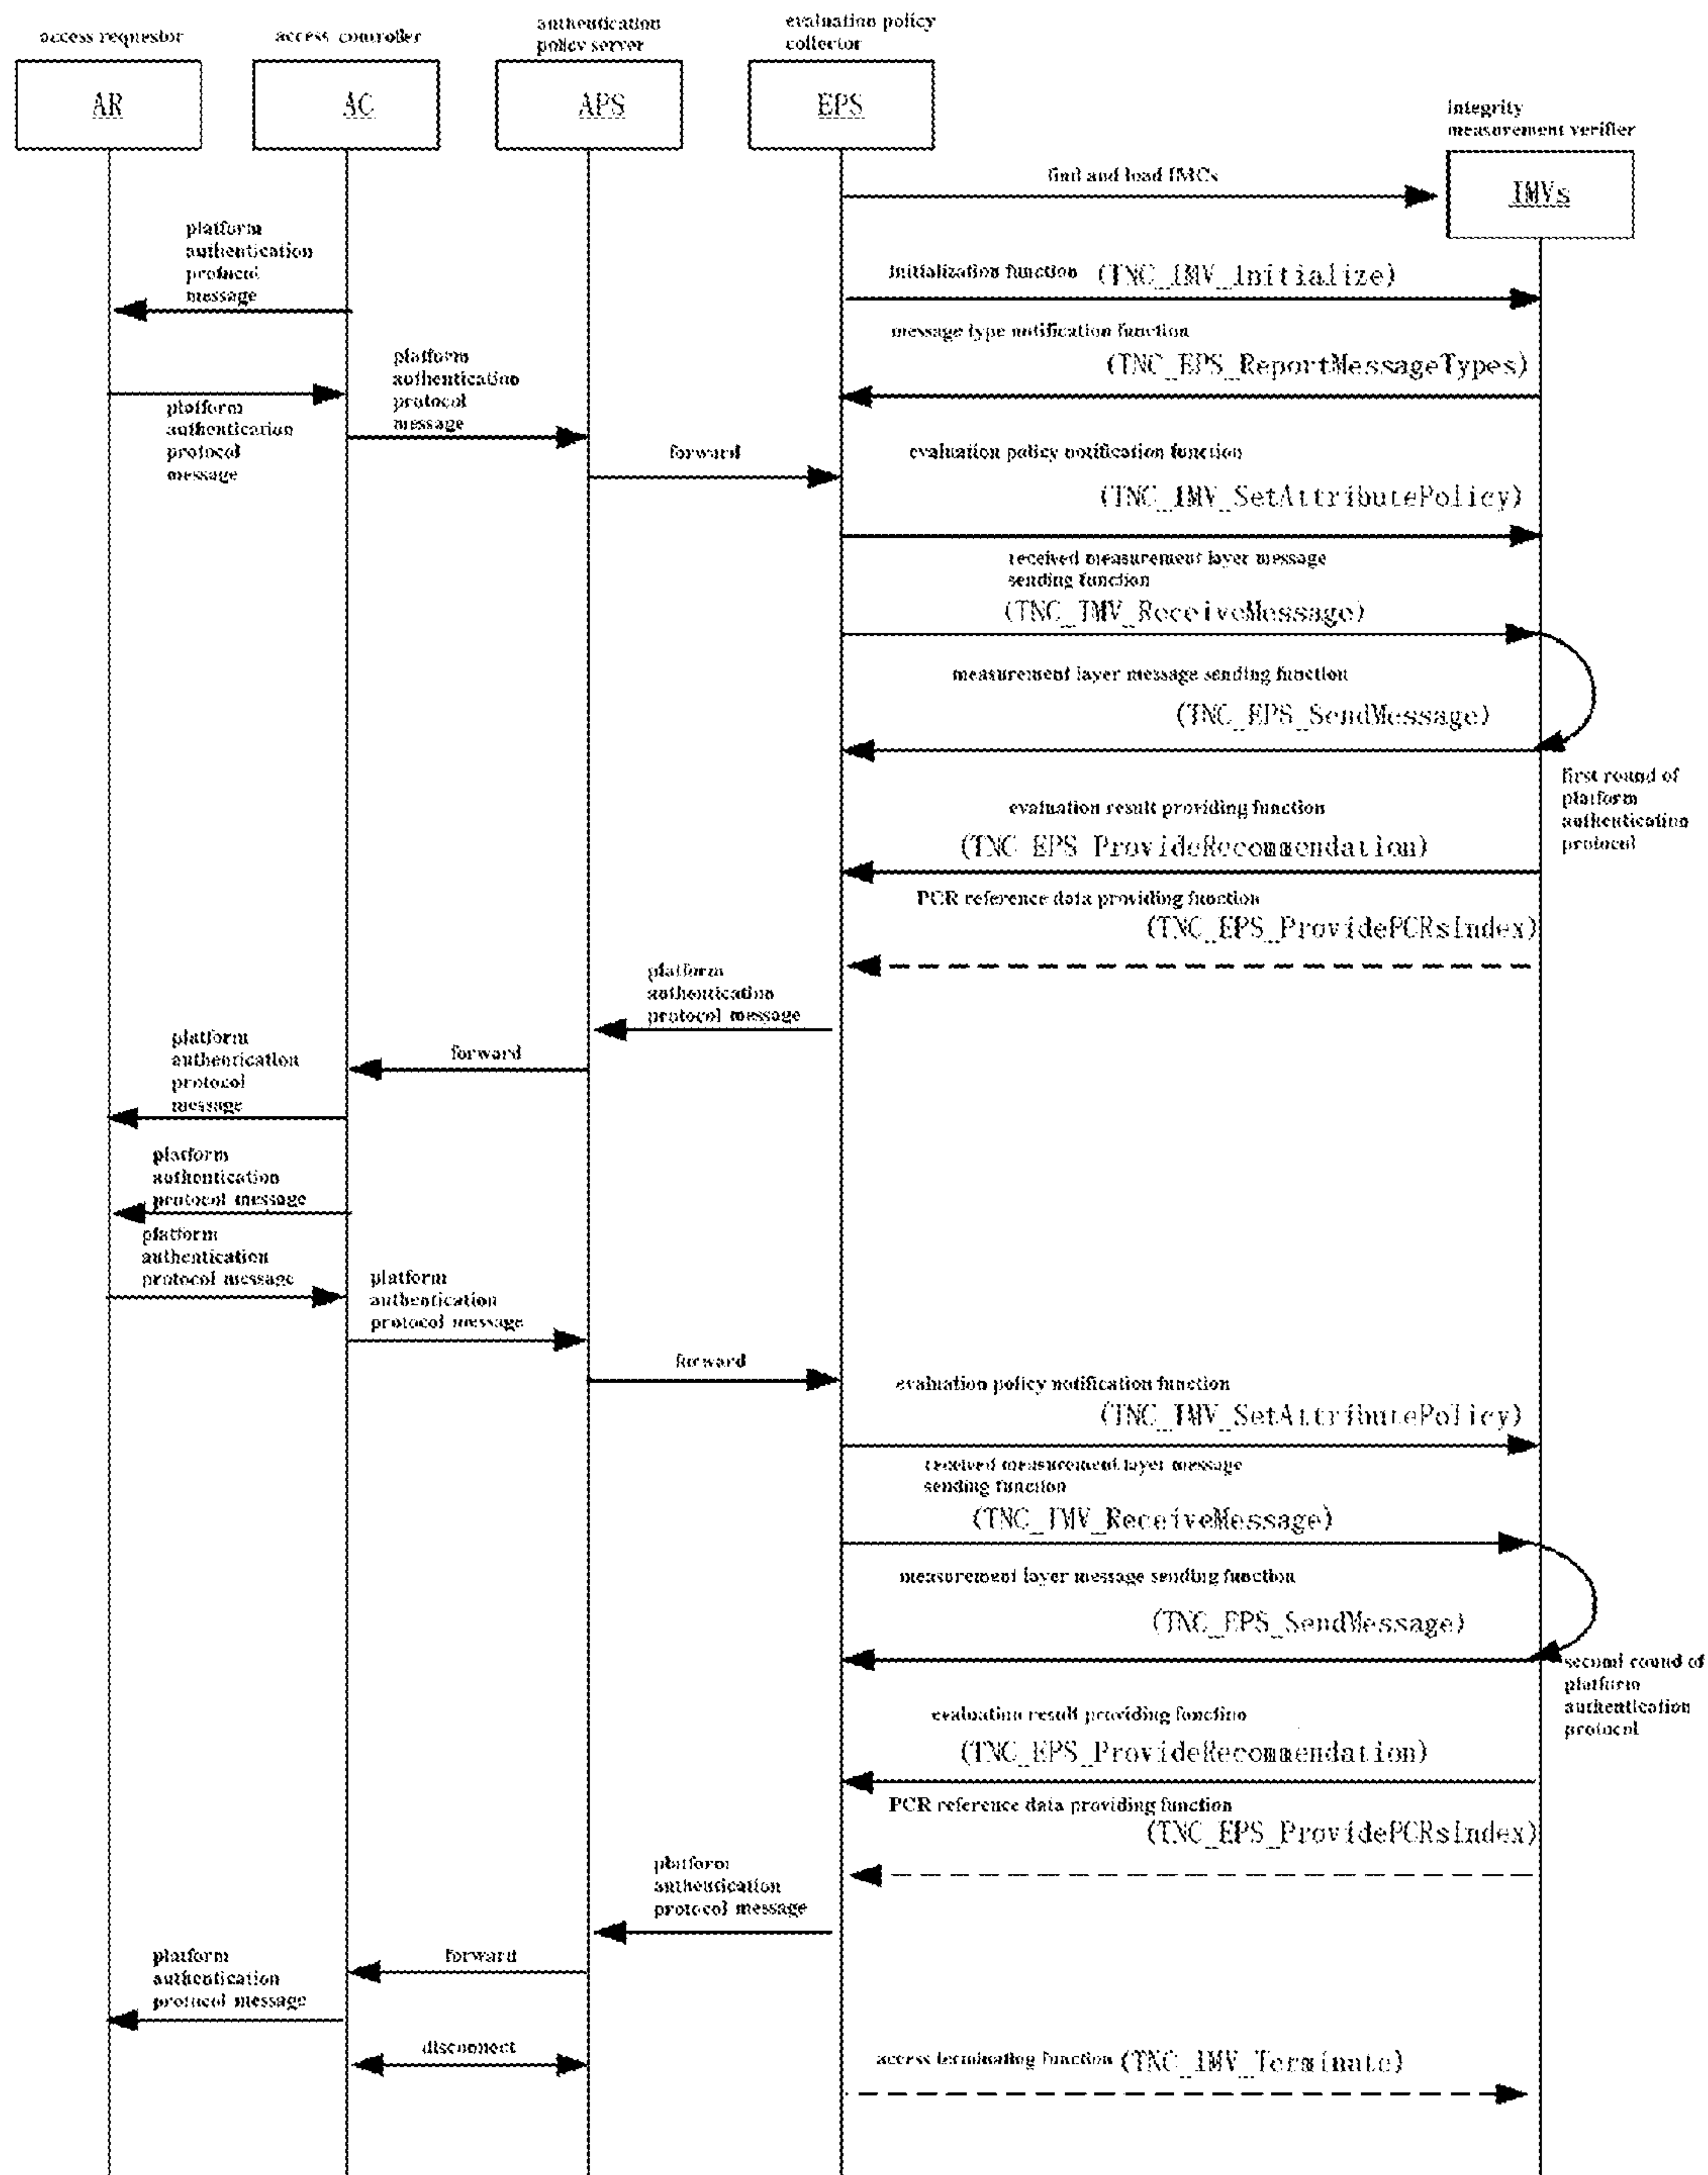 access requestor
access controller
authentication
policy server
evaluation policy
collector
AR
AC
APS
EPS
integrity
measurement verifier
IMVs
find and load IMCs
platform
authentication
protocol
message
initialization function (TNC_IMV_Initialize)
message type notification function
(TNC_EPS_ReportMessageTypes)
platform
authentication
protocol
message
platform
authentication
protocol
message
forward
evaluation policy notification function
(TNC_IMV_SetAttributePolicy)
received measurement layer message
sending function
(TNC_IMV_ReceiveMessage)
measurement layer message sending function
(TNC_EPS_SendMessage)
first round of
platform
authentication
protocol
evaluation result providing function
(TNC EPS ProvideRecommendation)
PCR reference data providing function
(TNC_EPS_ProvidePCRsIndex)
platform
authentication
protocol message
forward
platform
authentication
protocol
message
platform
authentication
protocol message
platform
authentication
protocol message
platform
authentication
protocol message
forward
evaluation policy notification function
(TNC_IMV_SetAttributePolicy)
received measurement layer message
sending function
(TNC_IMV_ReceiveMessage)
measurement layer message sending function
(TNC_EPS_SendMessage)
second round of
platform
authentication
protocol
evaluation result providing function
(TNC_EPS_ProvideRecommendation)
PCR reference data providing function
(TNC_EPS_ProvidePCRsIndex)
platform
authentication
protocol message
forward
platform
authentication
protocol message
disconnect
access terminating function (TNC_IMV_Terminate)